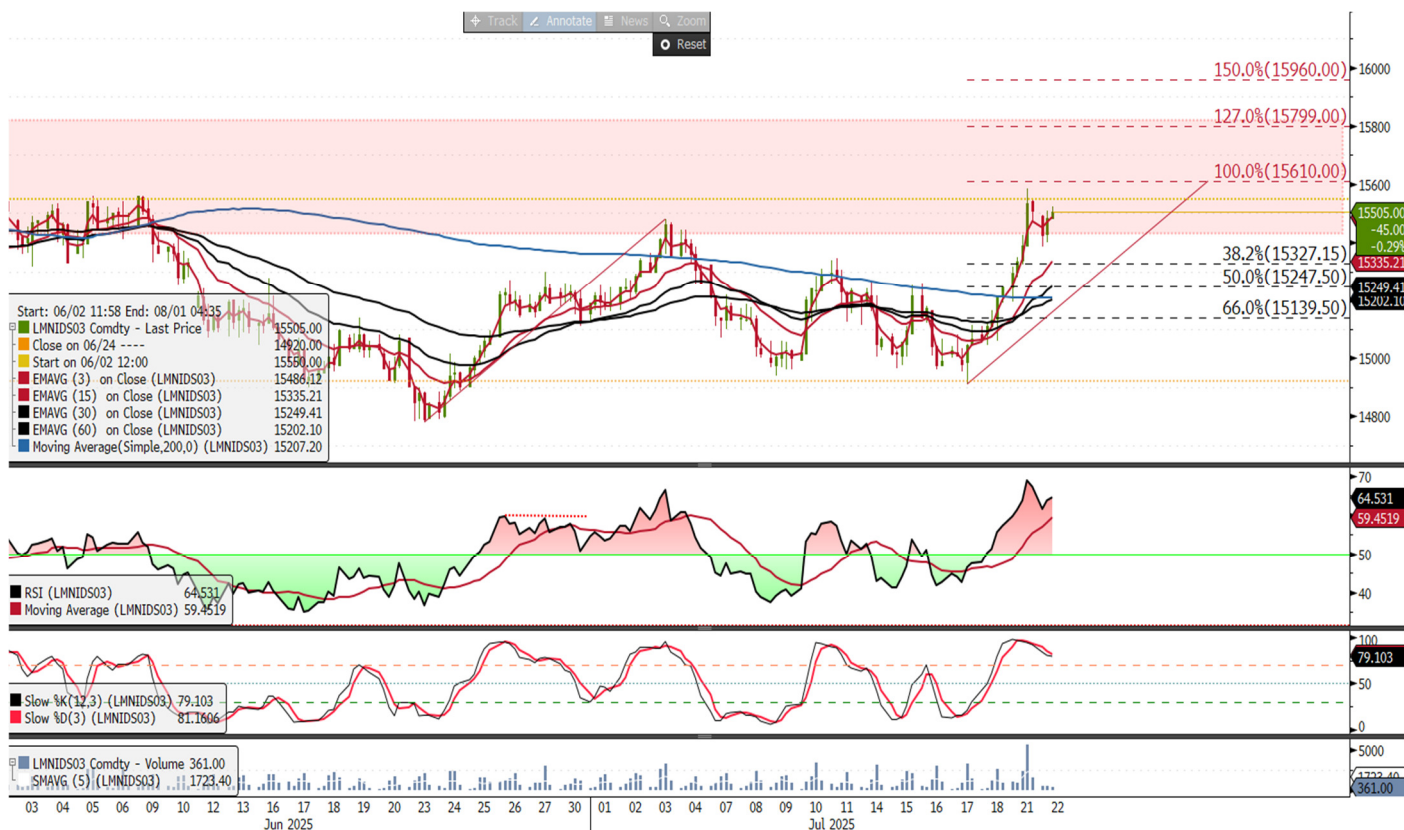 Track Annotate News Zoom
Reset
150.0%(15960.00)
127.0%(15799.00)
100.0%(15610.00)
38.2%(15327.15)
50.0%(15247.50)
66.0%(15139.50)
16000
15800
15600
15505.00
-45.00
-0.29%
15335.21
15249.41
15202.10
15000
14800
Start: 06/02 11:58 End: 08/01 04:35
LMNIDS03 Comdty - Last Price 15505.00
Close on 06/24 ---- 14920.00
Start on 06/02 12:00 15550.00
EMAVG (3) on Close (LMNIDS03) 15486.12
EMAVG (15) on Close (LMNIDS03) 15335.21
EMAVG (30) on Close (LMNIDS03) 15249.41
EMAVG (60) on Close (LMNIDS03) 15202.10
Moving Average(Simple,200,0) (LMNIDS03) 15207.20
70
64.531
59.4519
50
40
RSI (LMNIDS03) 64.531
Moving Average (LMNIDS03) 59.4519
100
79.103
50
0
Slow %K(12,3) (LMNIDS03) 79.103
Slow %D(3) (LMNIDS03) 81.1606
5000
1723.40
361.00
LMNIDS03 Comdty - Volume 361.00
SMAVG (5) (LMNIDS03) 1723.40
03 04 05 06 09 10 11 12 13 16 17 18 19 20 23 24 25 26 27 30 01 02 03 04 07 08 09 10 11 14 15 16 17 18 21 22
Jun 2025 Jul 2025